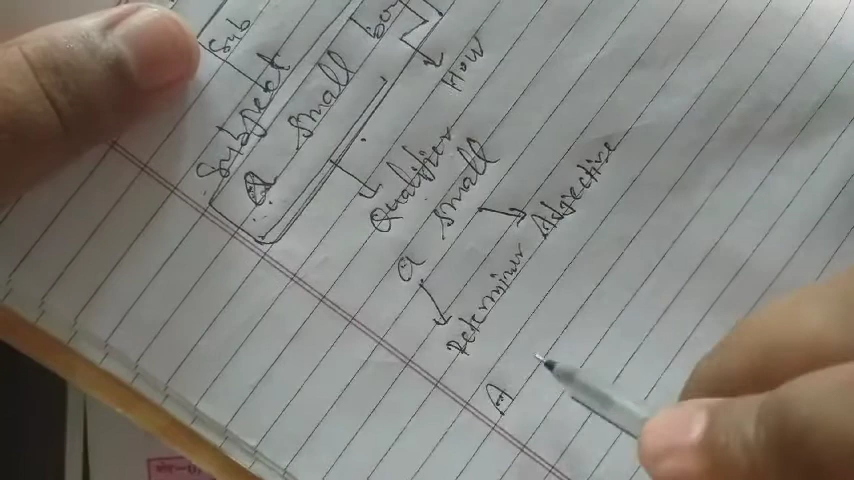 Sub
Subject
a small boy
How
Qualifier
a small
Determiner Adjective
A